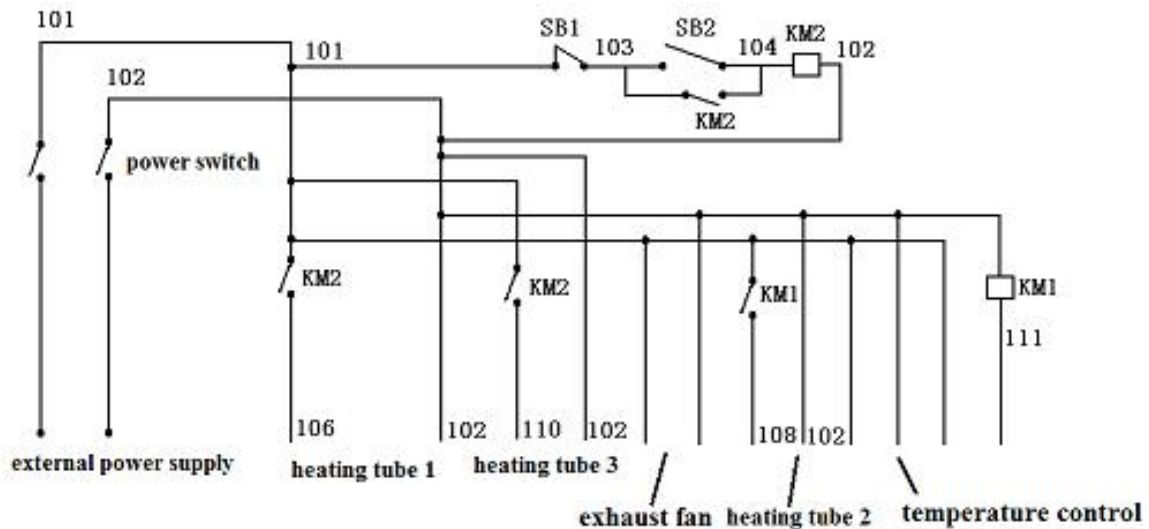 101
SB1 SB2 KM2
101 103 104 102
102
KM2
power switch
KM2 KM2 KM1 KM1
111
106 102 110 102 108 102
external power supply heating tube 1 heating tube 3
exhaust fan heating tube 2 temperature control